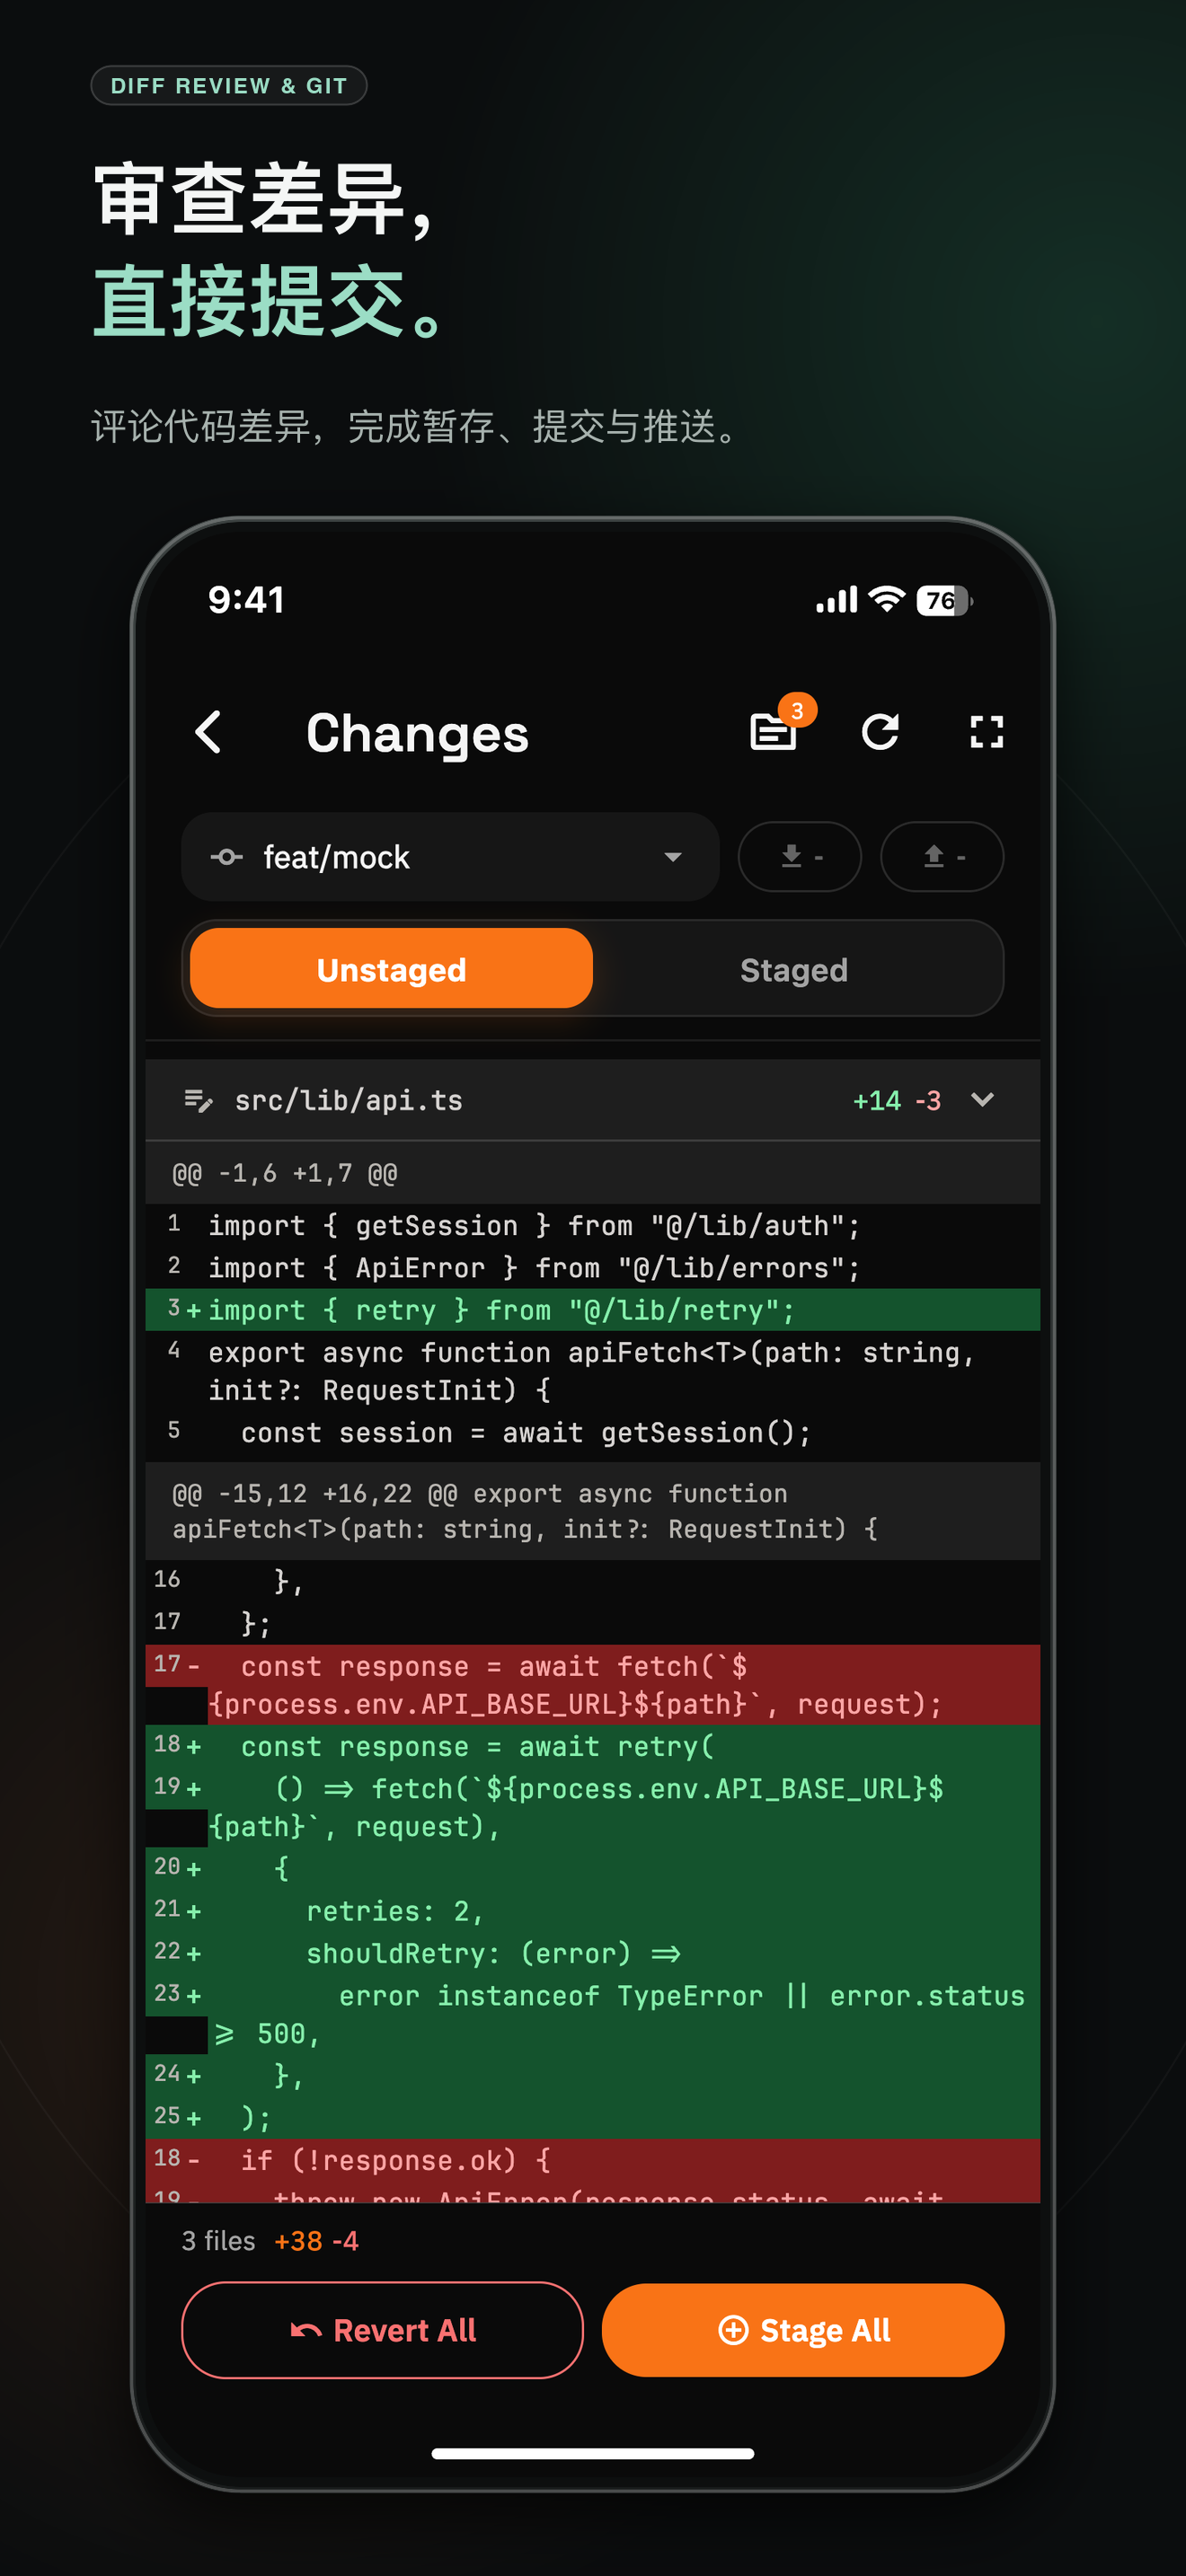 DIFF REVIEW & GIT
审查差异，
直接提交。
评论代码差异，完成暂存、提交与推送。
9:41
76
Changes
3
feat/mock
-
-
Unstaged
Staged
src/lib/api.ts
+14 -3
@@ -1,6 +1,7 @@
1 import { getSession } from "@/lib/auth";
2 import { ApiError } from "@/lib/errors";
3 + import { retry } from "@/lib/retry";
4 export async function apiFetch<T>(path: string,
init?: RequestInit) {
5 const session = await getSession();
@@ -15,12 +16,22 @@ export async function
apiFetch<T>(path: string, init?: RequestInit) {
16 },
17 };
17 - const response = await fetch(`$
{process.env.API_BASE_URL}${path}`, request);
18 + const response = await retry(
19 + () => fetch(`${process.env.API_BASE_URL}$
{path}`, request),
20 + {
21 + retries: 2,
22 + shouldRetry: (error) =>
23 + error instanceof TypeError || error.status
>= 500,
24 + },
25 + );
18 - if (!response.ok) {
19 - throw new ApiError(response.status, await
3 files +38 -4
Revert All
Stage All